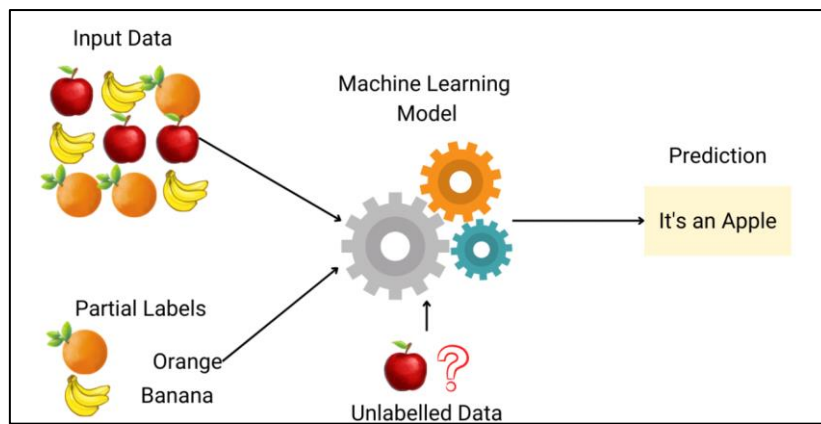 Input Data
Machine Learning
Model
Prediction
It's an Apple
Partial Labels
Orange
Banana
?
Unlabelled Data